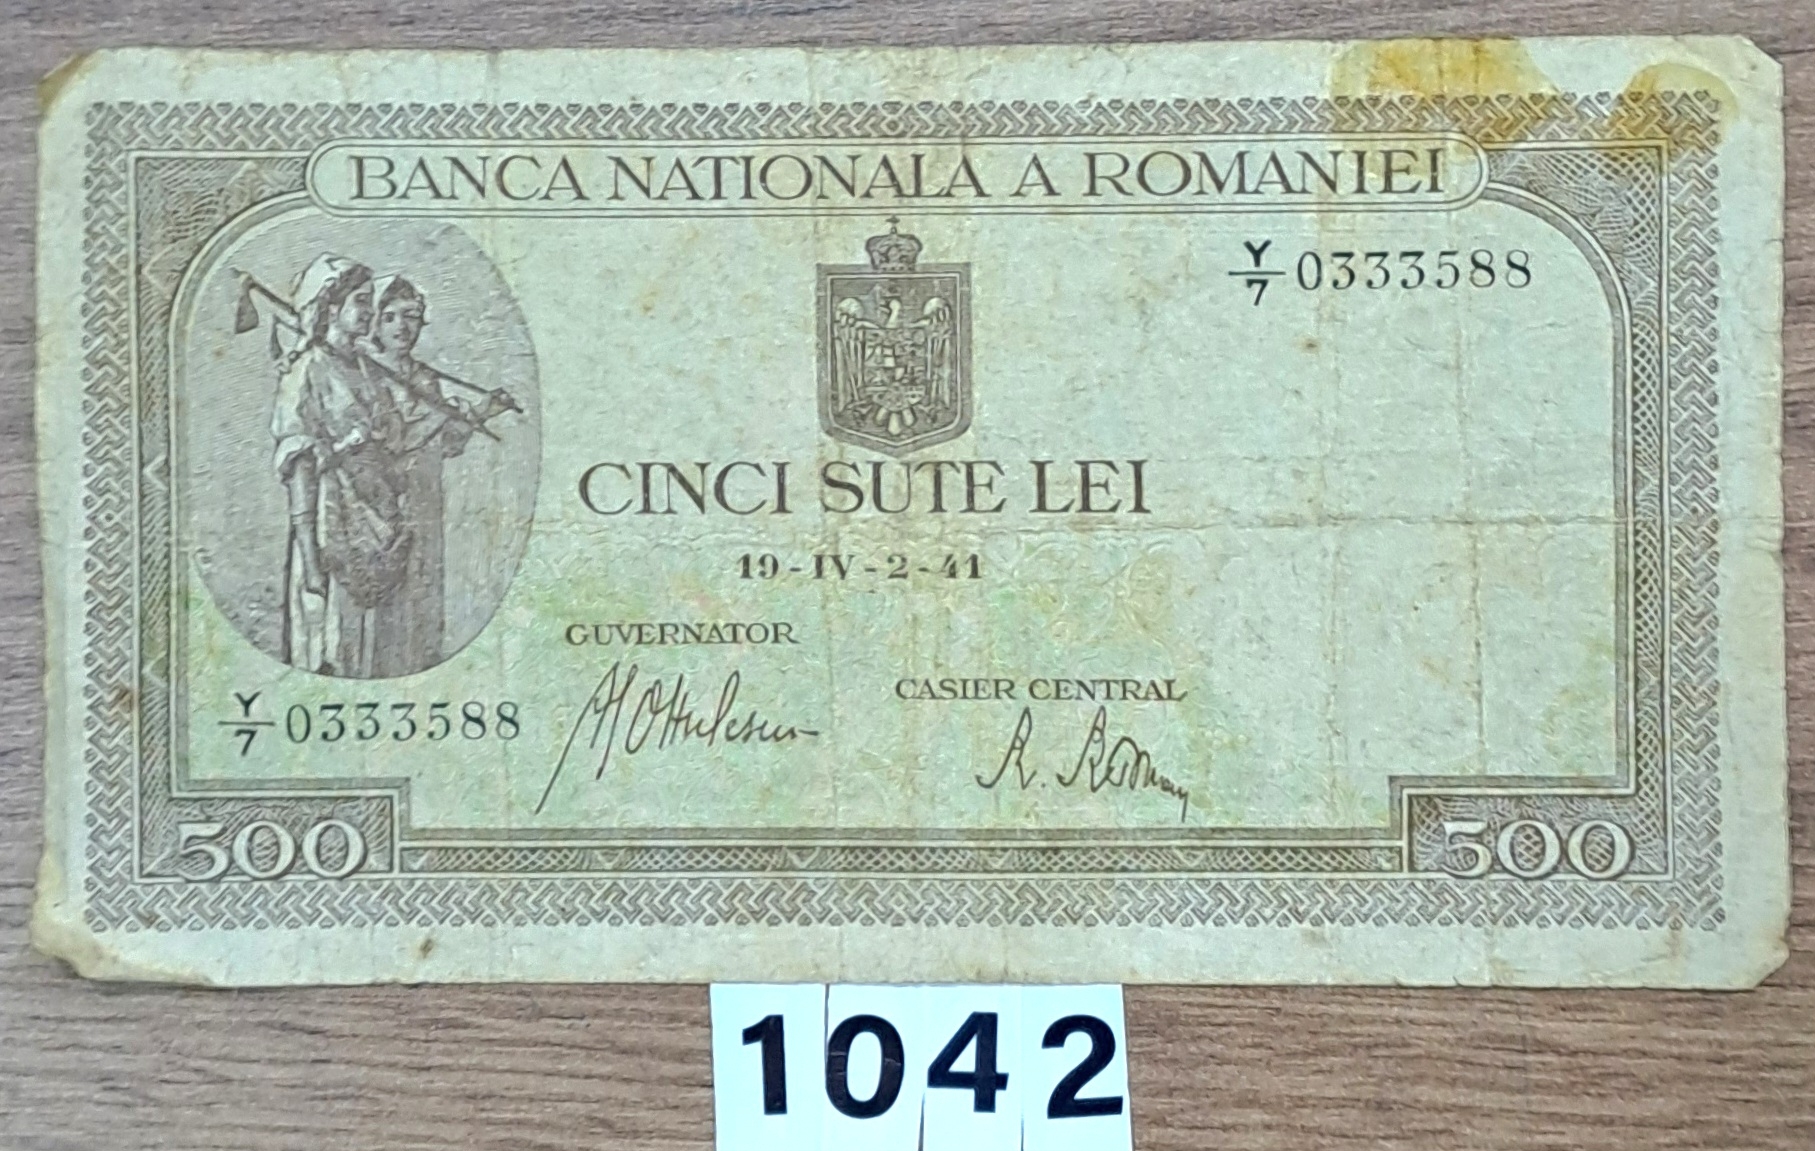 BANCA NATIONALA A ROMANIEI
Y/7 0333588
CINCI SUTE LEI
19-IV-2-41
GUVERNATOR
CASIER CENTRAL
Y/7 0333588
500
500
1042